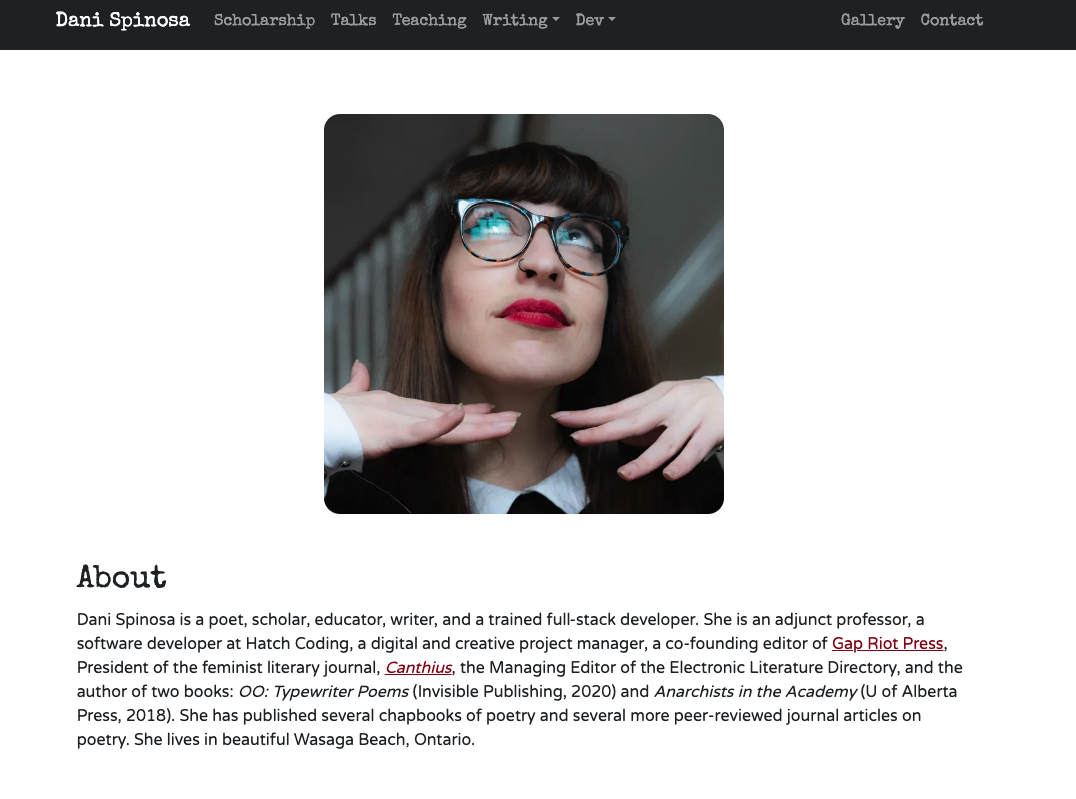 Dani Spinosa Scholarship Talks Teaching Writing Dev Gallery Contact
About
Dani Spinosa is a poet, scholar, educator, writer, and a trained full-stack developer. She is an adjunct professor, a
software developer at Hatch Coding, a digital and creative project manager, a co-founding editor of Gap Riot Press,
President of the feminist literary journal, Canthius, the Managing Editor of the Electronic Literature Directory, and the
author of two books: OO: Typewriter Poems (Invisible Publishing, 2020) and Anarchists in the Academy (U of Alberta
Press, 2018). She has published several chapbooks of poetry and several more peer-reviewed journal articles on
poetry. She lives in beautiful Wasaga Beach, Ontario.